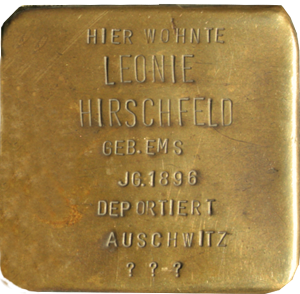 HIER WOHNTE
LEONIE
HIRSCHFELD
GEB.EMS
JG.1896
DEPORTIERT
AUSCHWITZ
? ?-?